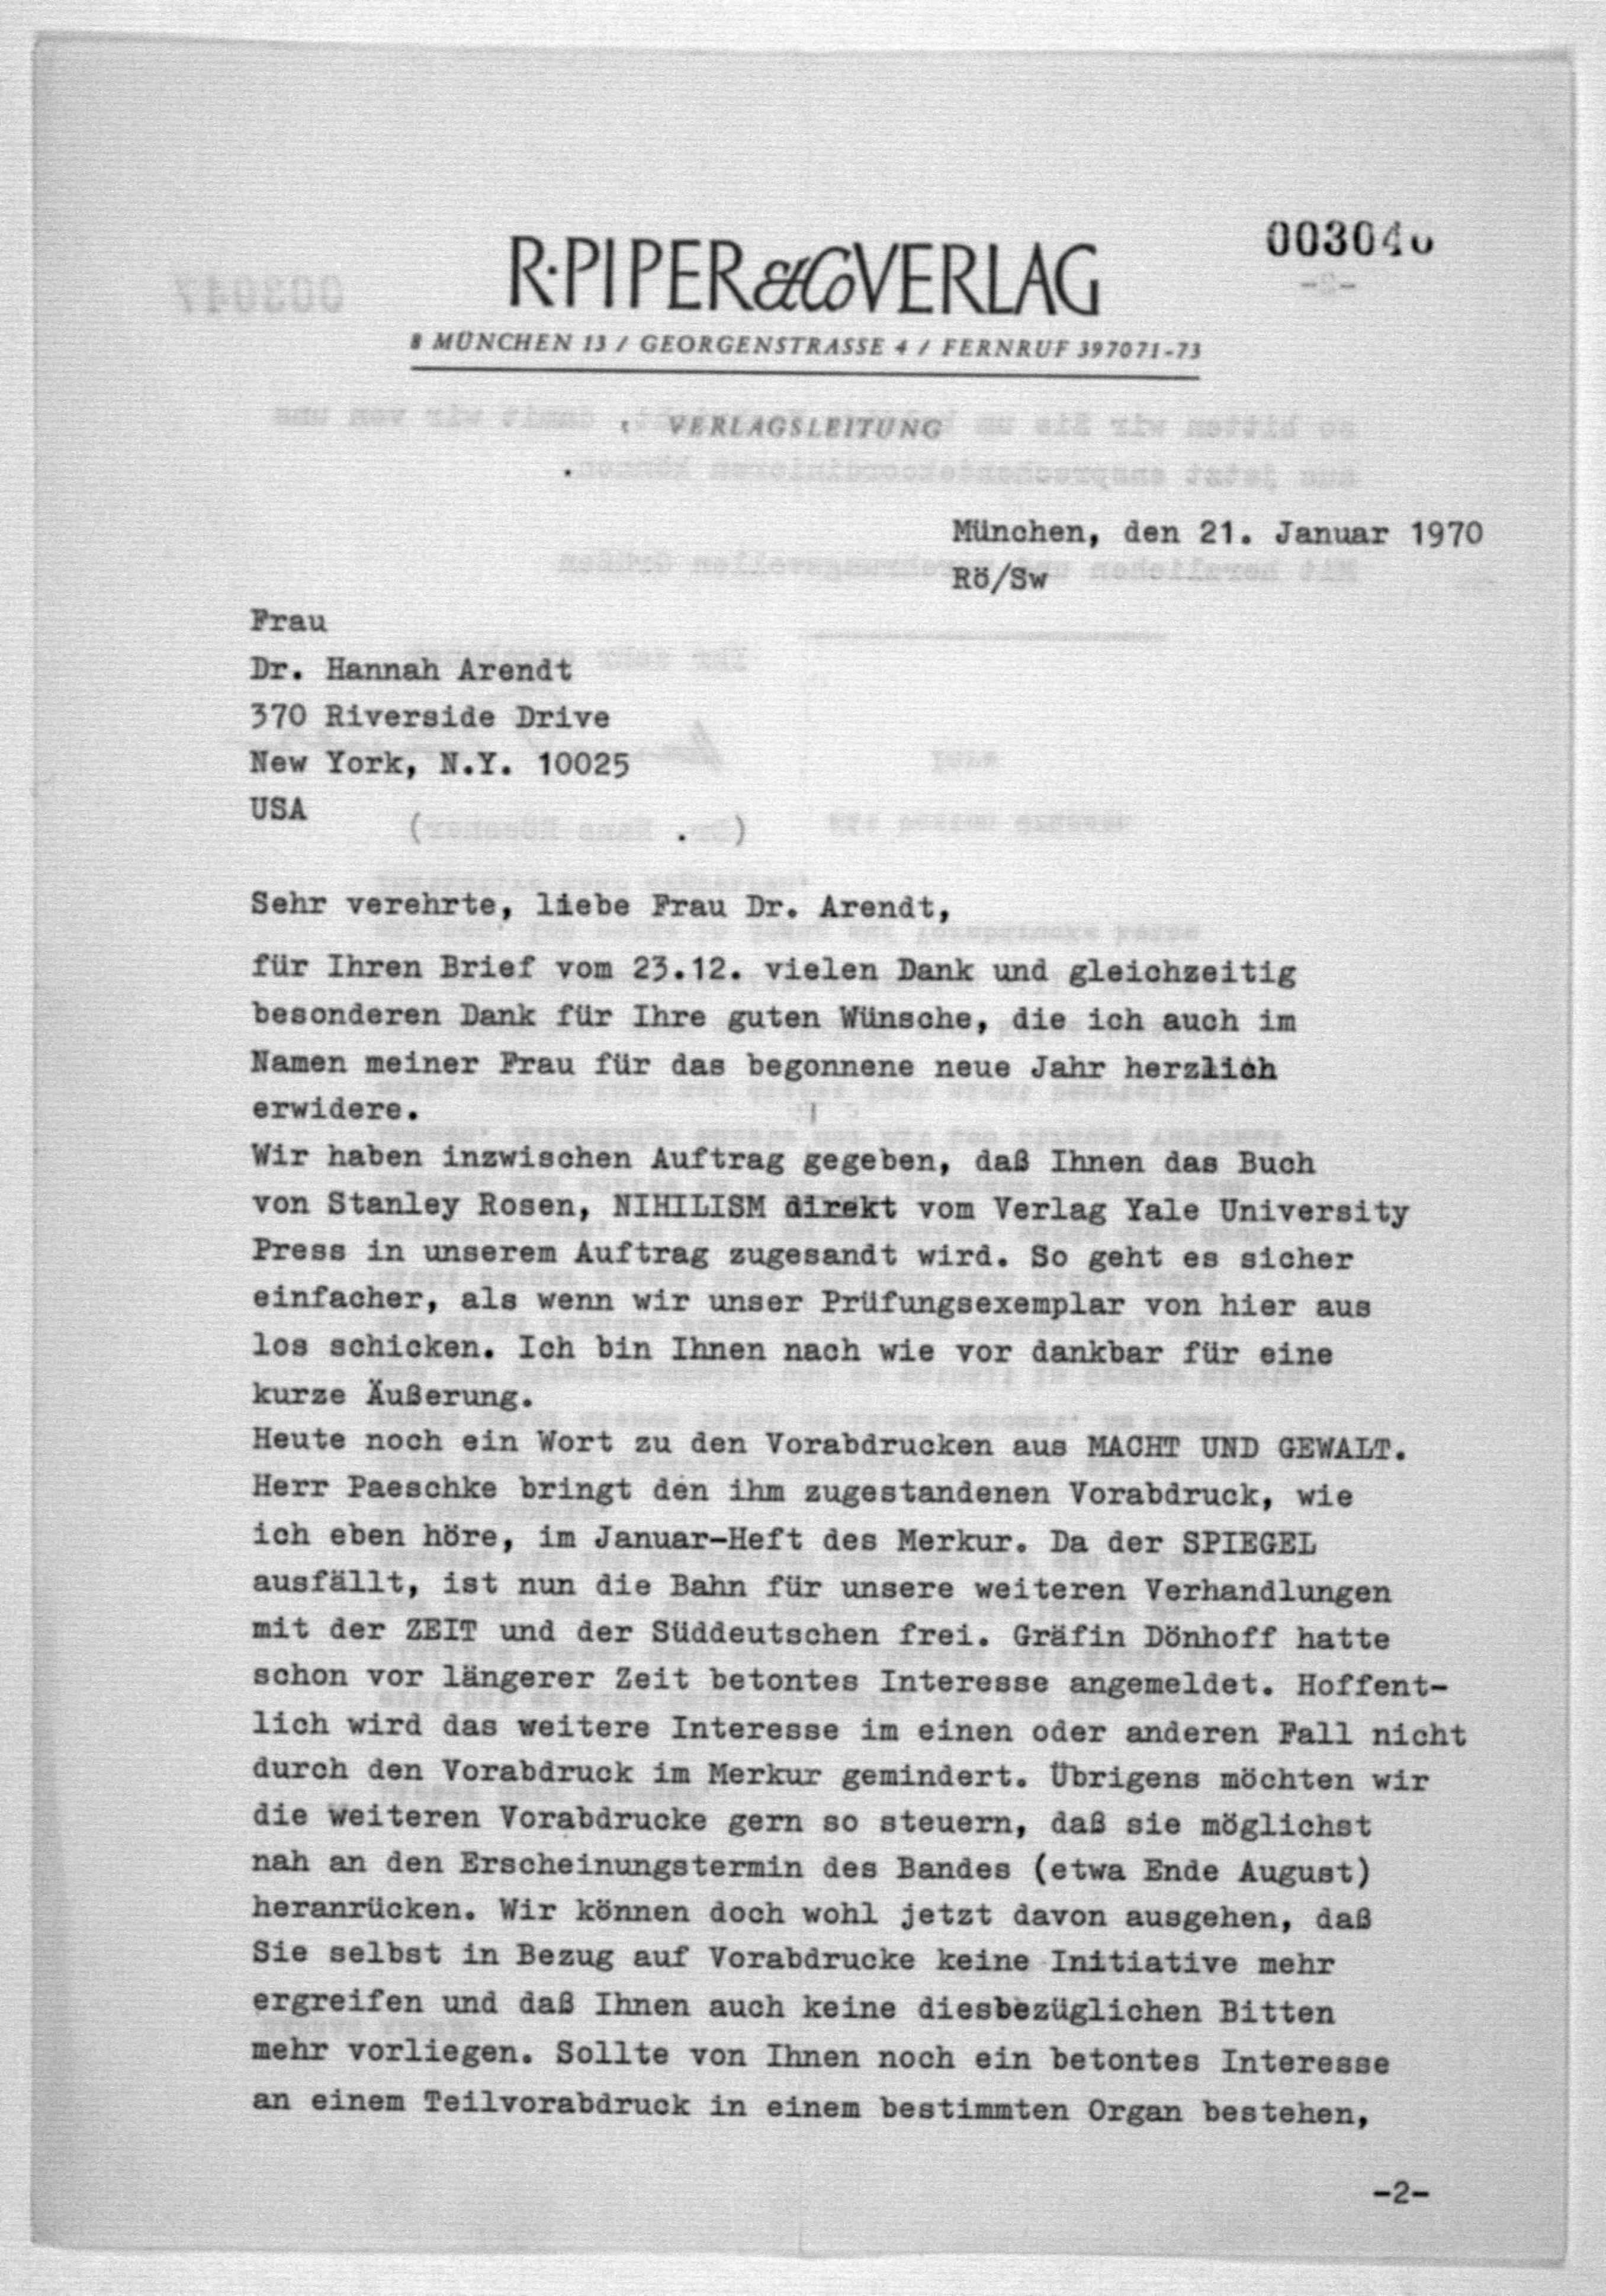 R·PIPER & Co VERLAG
8 MÜNCHEN 13 / GEORGENSTRASSE 4 / FERNRUF 397071-73
VERLAGSLEITUNG
München, den 21. Januar 1970
Rö/Sw
Frau
Dr. Hannah Arendt
370 Riverside Drive
New York, N.Y. 10025
USA
Sehr verehrte, liebe Frau Dr. Arendt,
für Ihren Brief vom 23.12. vielen Dank und gleichzeitig
besonderen Dank für Ihre guten Wünsche, die ich auch im
Namen meiner Frau für das begonnene neue Jahr herzlich
erwidere.
Wir haben inzwischen Auftrag gegeben, daß Ihnen das Buch
von Stanley Rosen, NIHILISM direkt vom Verlag Yale University
Press in unserem Auftrag zugesandt wird. So geht es sicher
einfacher, als wenn wir unser Prüfungsexemplar von hier aus
los schicken. Ich bin Ihnen nach wie vor dankbar für eine
kurze Äußerung.
Heute noch ein Wort zu den Vorabdrucken aus MACHT UND GEWALT.
Herr Paeschke bringt den ihm zugestandenen Vorabdruck, wie
ich eben höre, im Januar-Heft des Merkur. Da der SPIEGEL
ausfällt, ist nun die Bahn für unsere weiteren Verhandlungen
mit der ZEIT und der Süddeutschen frei. Gräfin Dönhoff hatte
schon vor längerer Zeit betontes Interesse angemeldet. Hoffent-
lich wird das weitere Interesse im einen oder anderen Fall nicht
durch den Vorabdruck im Merkur gemindert. Übrigens möchten wir
die weiteren Vorabdrucke gern so steuern, daß sie möglichst
nah an den Erscheinungstermin des Bandes (etwa Ende August)
heranrücken. Wir können doch wohl jetzt davon ausgehen, daß
Sie selbst in Bezug auf Vorabdrucke keine Initiative mehr
ergreifen und daß Ihnen auch keine diesbezüglichen Bitten
mehr vorliegen. Sollte von Ihnen noch ein betontes Interesse
an einem Teilvorabdruck in einem bestimmten Organ bestehen,
-2-